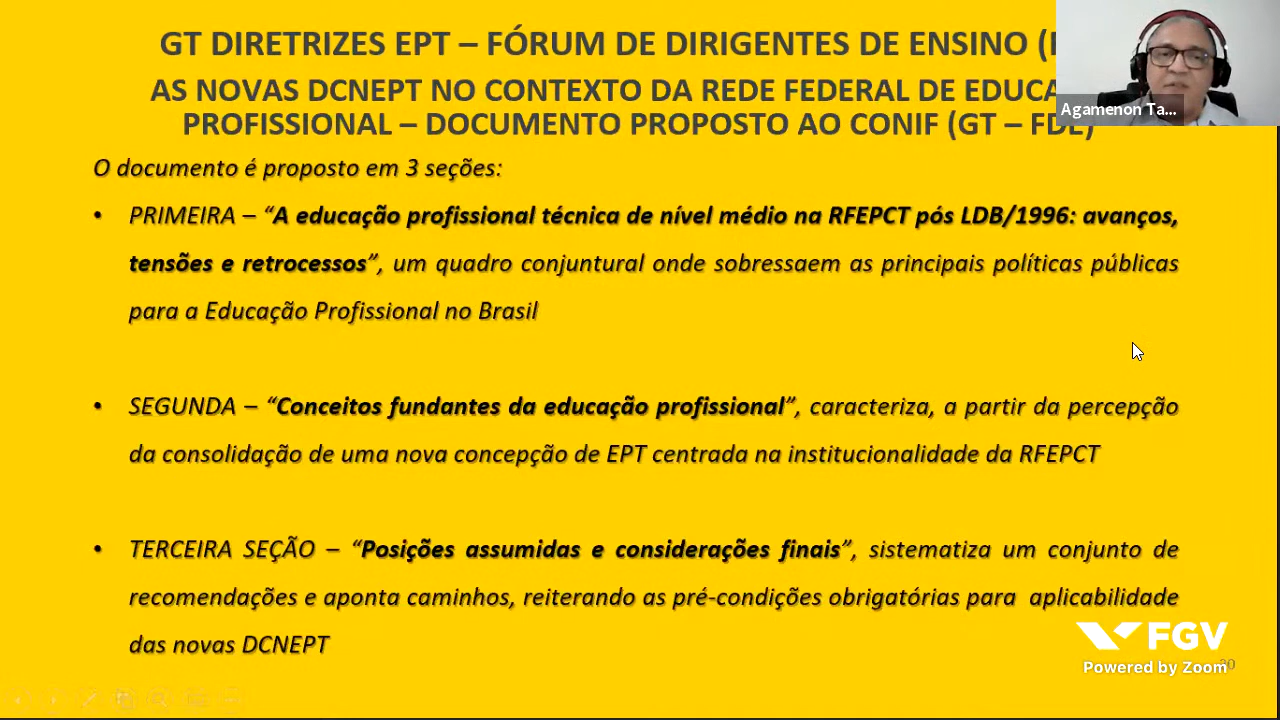 GT DIRETRIZES EPT – FÓRUM DE DIRIGENTES DE ENSINO
AS NOVAS DCNEPT NO CONTEXTO DA REDE FEDERAL DE
PROFISSIONAL – DOCUMENTO PROPOSTO AO CONIF (GT – FDE)
Agamenon Ta...
O documento é proposto em 3 seções:
• PRIMEIRA – “A educação profissional técnica de nível médio na RFEPCT pós LDB/1996: avanços,
tensões e retrocessos”, um quadro conjuntural onde sobressaem as principais políticas públicas
para a Educação Profissional no Brasil
• SEGUNDA – “Conceitos fundantes da educação profissional”, caracteriza, a partir da percepção
da consolidação de uma nova concepção de EPT centrada na institucionalidade da RFEPCT
• TERCEIRA SEÇÃO – “Posições assumidas e considerações finais”, sistematiza um conjunto de
recomendações e aponta caminhos, reiterando as pré-condições obrigatórias para aplicabilidade
das novas DCNEPT
FGV
Powered by Zoom